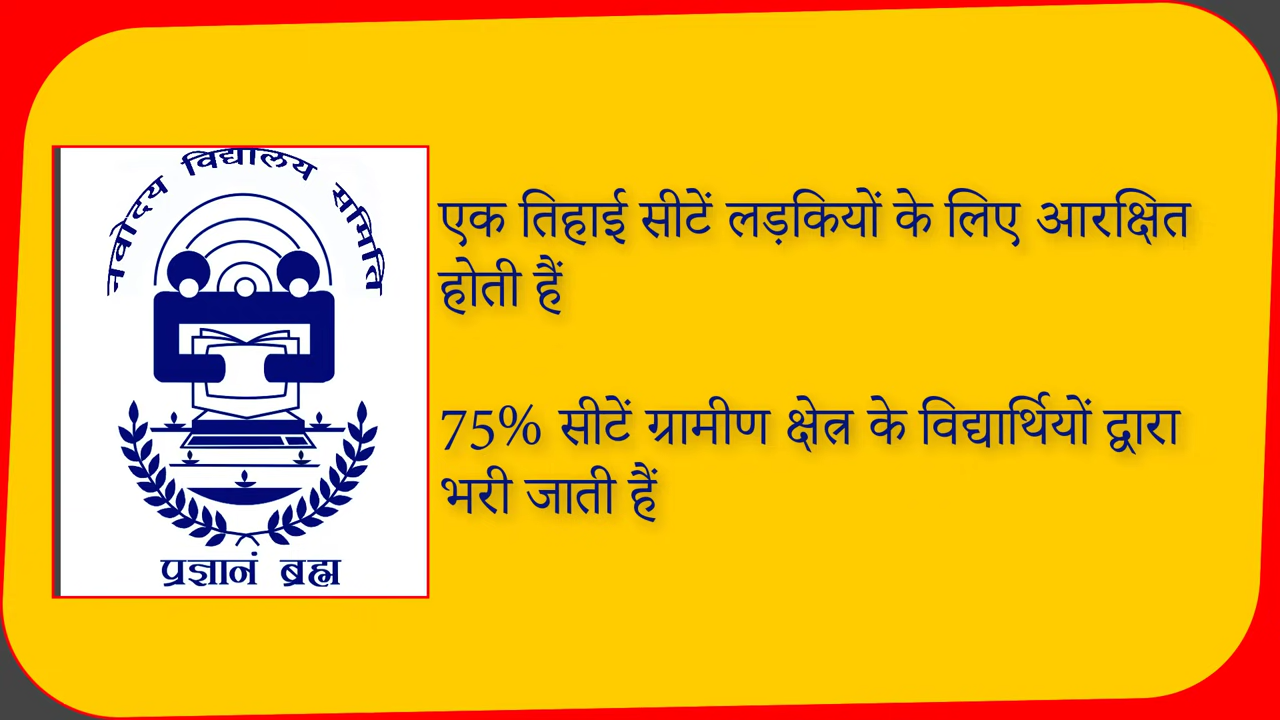 नवोदय विद्यालय समिति
प्रज्ञानं ब्रह्म
एक तिहाई सीटें लड़कियों के लिए आरक्षित
होती हैं
75% सीटें ग्रामीण क्षेत्र के विद्यार्थियों द्वारा
भरी जाती हैं